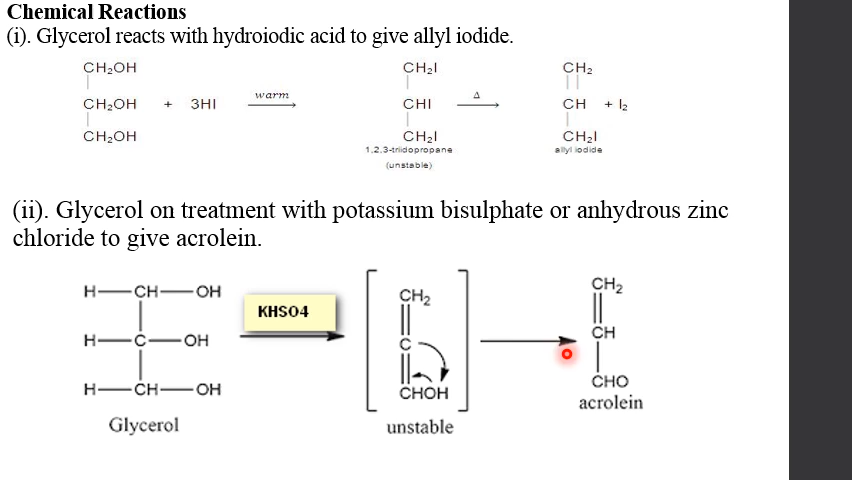 Chemical Reactions
(i). Glycerol reacts with hydroiodic acid to give allyl iodide.
CH₂OH CH₂I CH₂
CH₂OH + 3HI warm CHI Δ CH + I₂
CH₂OH CH₂I CH₂I
1,2,3-triidopropane allyl iodide
(unstable)
(ii). Glycerol on treatment with potassium bisulphate or anhydrous zinc
chloride to give acrolein.
H—CH—OH KHSO4 CH₂ CH₂
H—C—OH C CH
H—CH—OH CHOH CHO
Glycerol unstable acrolein